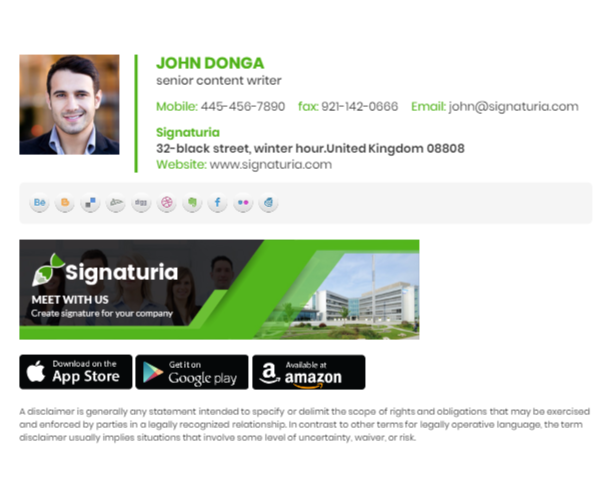 JOHN DONGA
senior content writer
Mobile: 445-456-7890 fax: 921-142-0666 Email: john@signaturia.com
Signaturia
32-black street, winter hour.United Kingdom 08808
Website: www.signaturia.com
Bē
digg
f
Signaturia
MEET WITH US
Create signature for your company
Download on the
App Store
Get it on
Google play
Available at
amazon
A disclaimer is generally any statement intended to specify or delimit the scope of rights and obligations that may be exercised
and enforced by parties in a legally recognized relationship. In contrast to other terms for legally operative language, the term
disclaimer usually implies situations that involve some level of uncertainty, waiver, or risk.